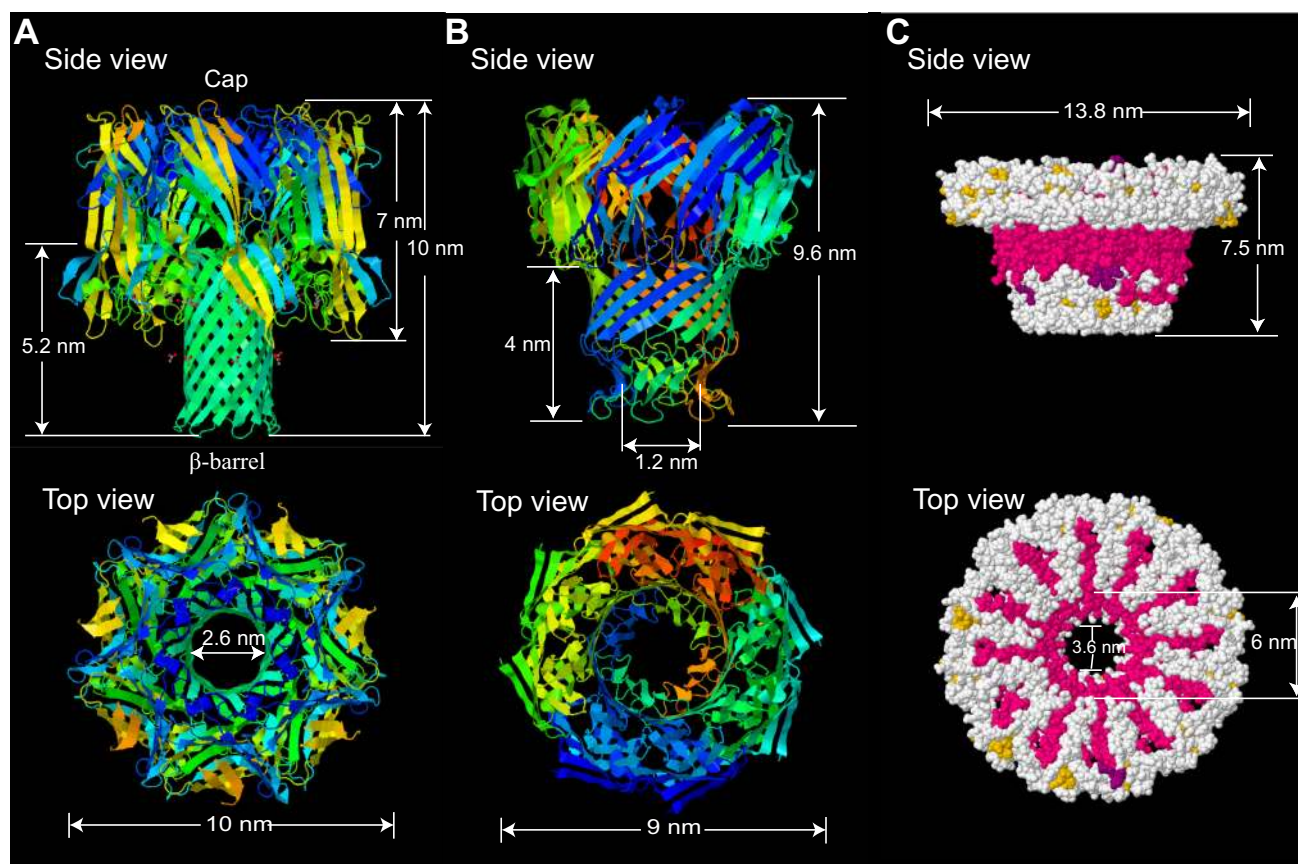 A
Side view
Cap
7 nm
10 nm
5.2 nm
β-barrel
Top view
2.6 nm
10 nm
B
Side view
9.6 nm
4 nm
1.2 nm
Top view
9 nm
C
Side view
13.8 nm
7.5 nm
Top view
3.6 nm
6 nm